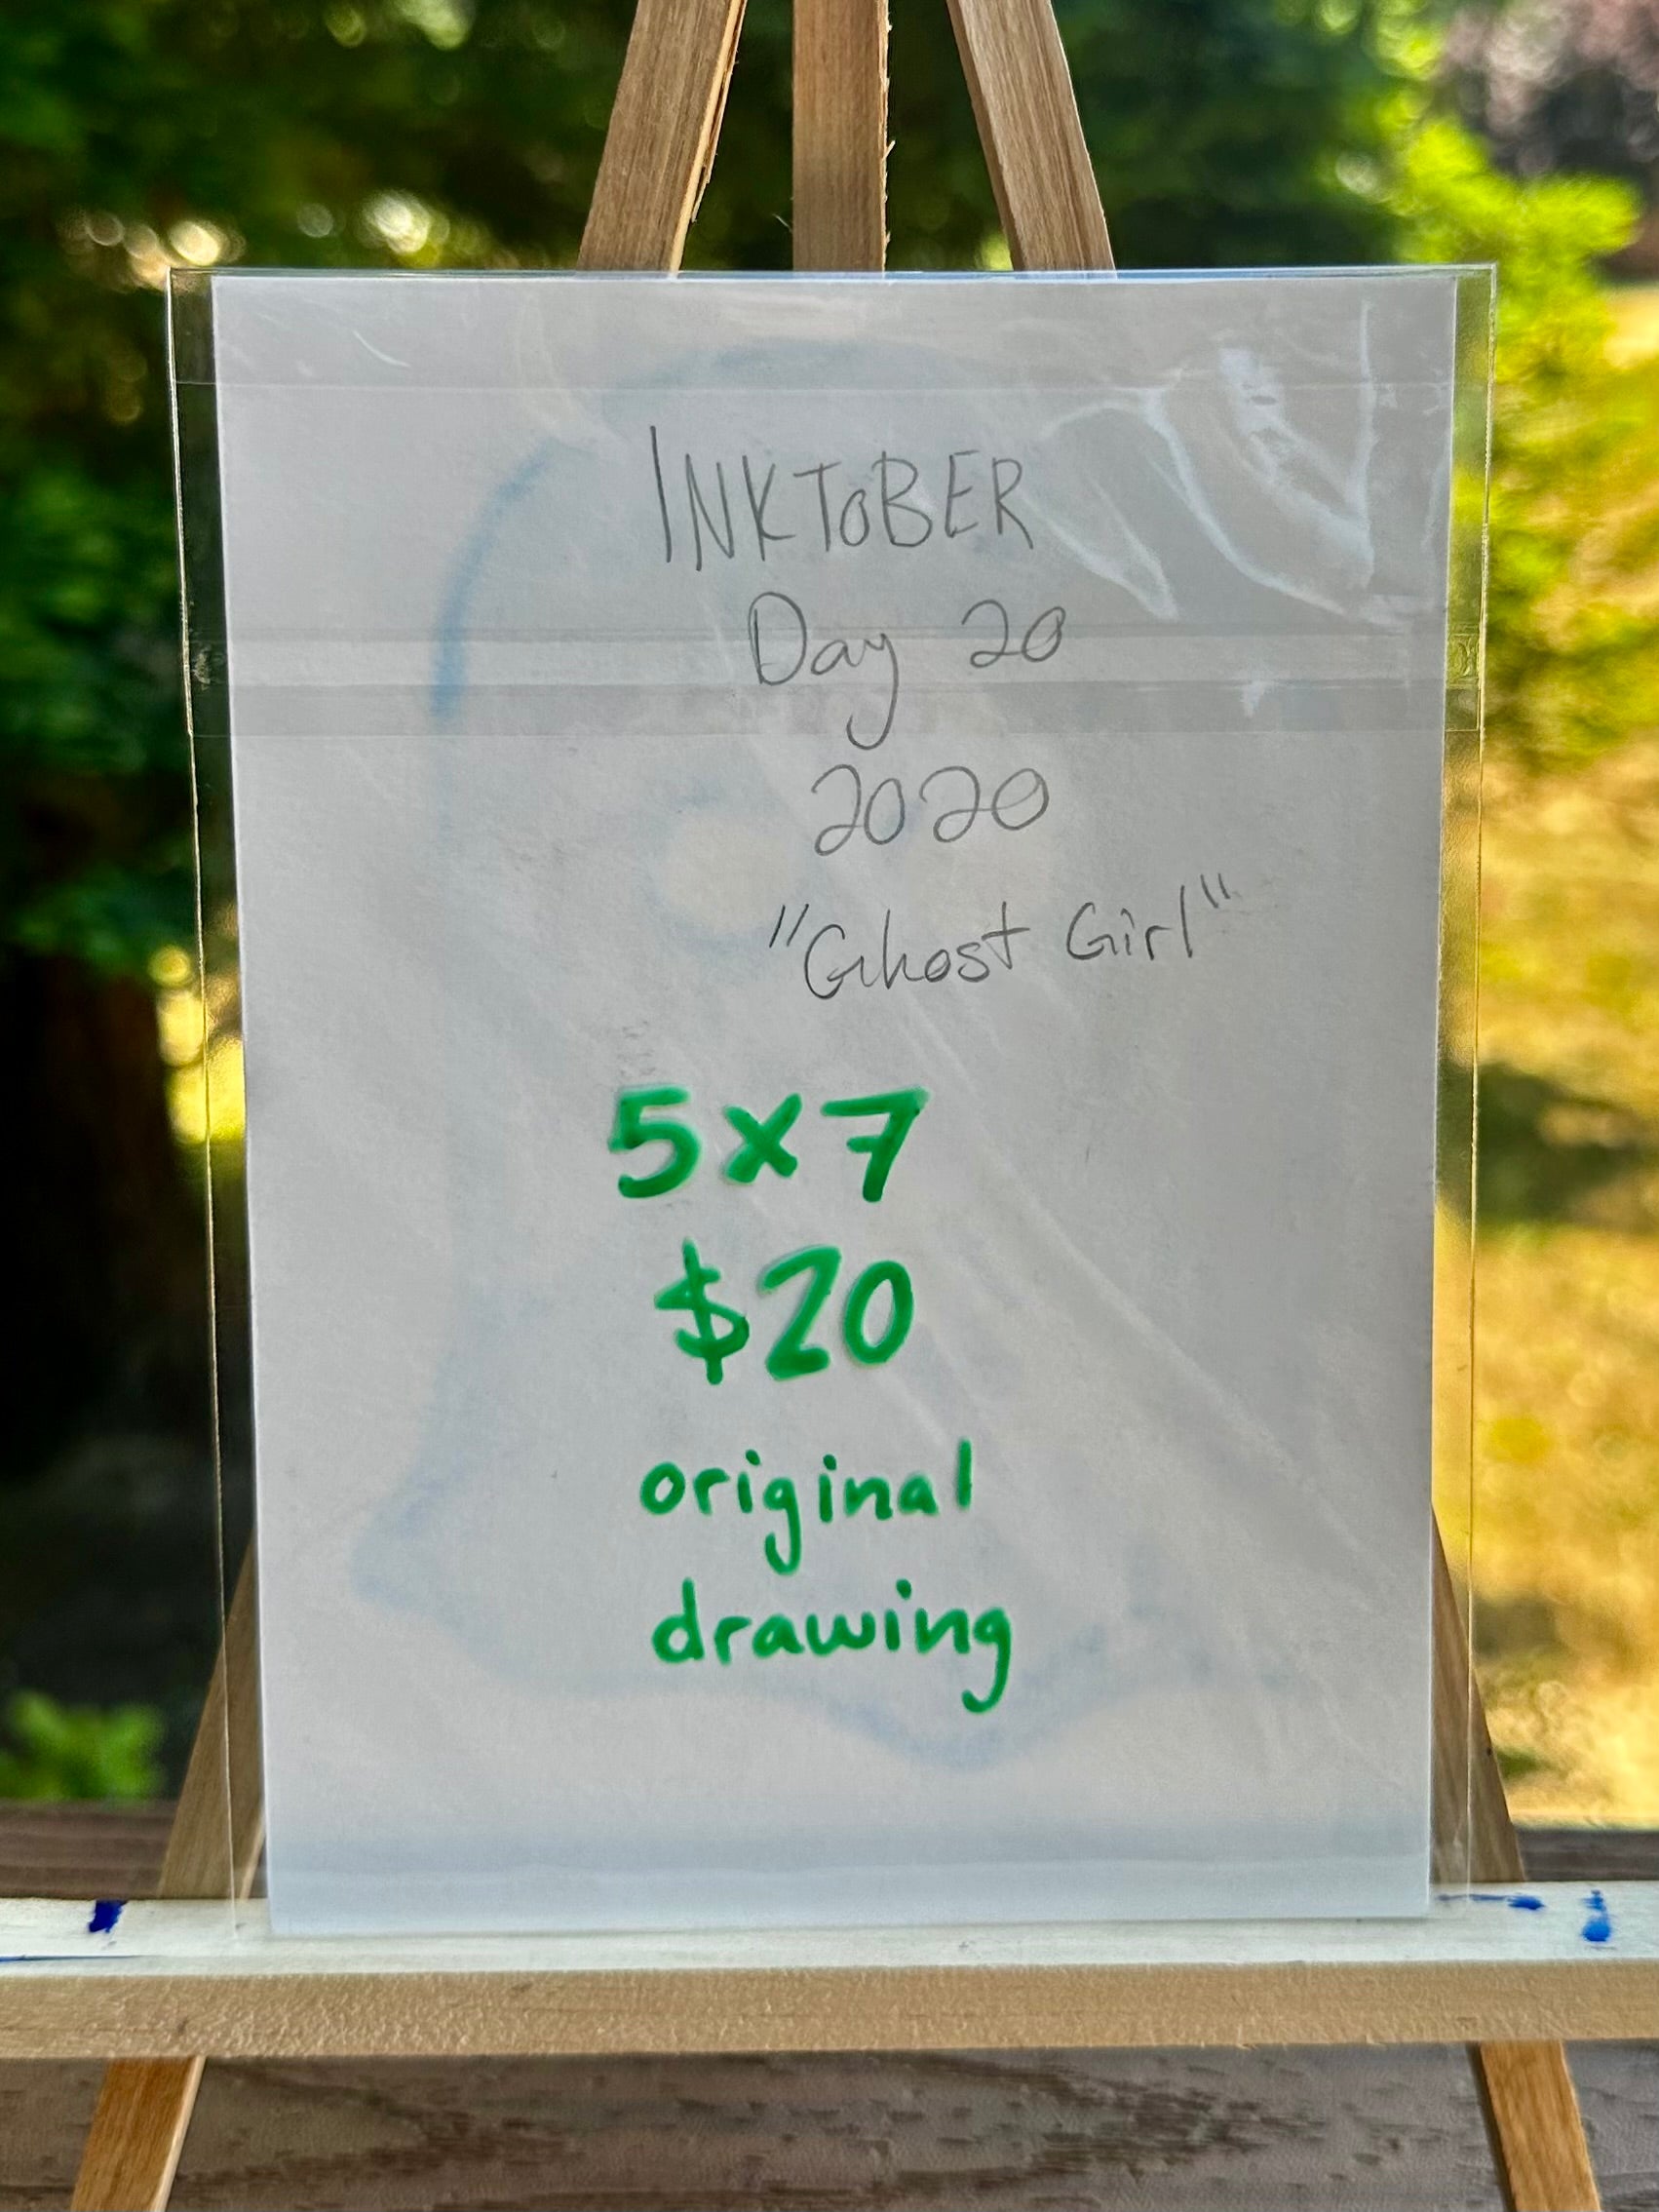 INKTOBER
Day 20
2020
"Ghost Girl"
5x7
$20
original
drawing